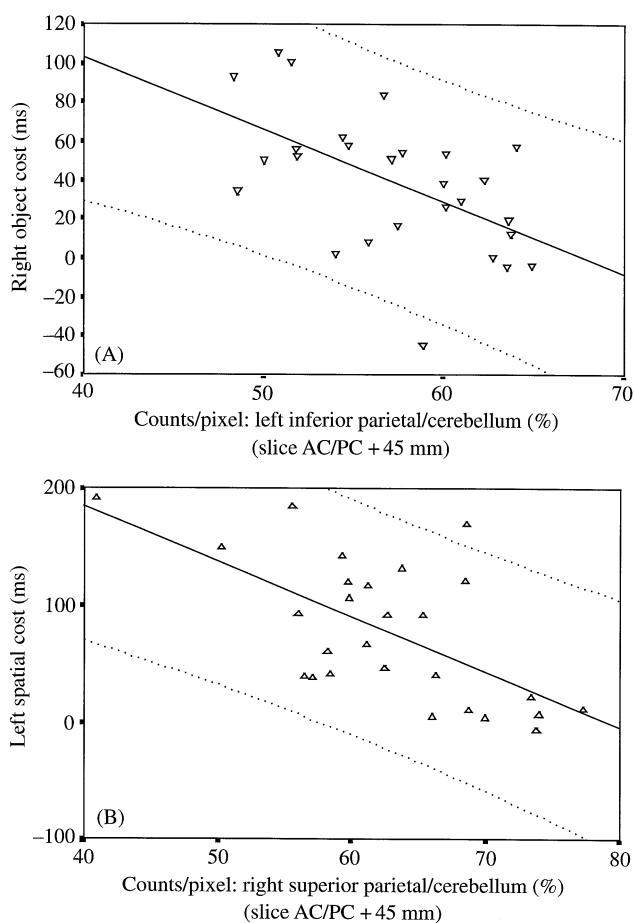 120
100
80
60
40
20
0
−20
−40
−60
Right object cost (ms)
(A)
40 50 60 70
Counts/pixel: left inferior parietal/cerebellum (%)
(slice AC/PC + 45 mm)
200
100
0
−100
Left spatial cost (ms)
(B)
40 50 60 70 80
Counts/pixel: right superior parietal/cerebellum (%)
(slice AC/PC + 45 mm)